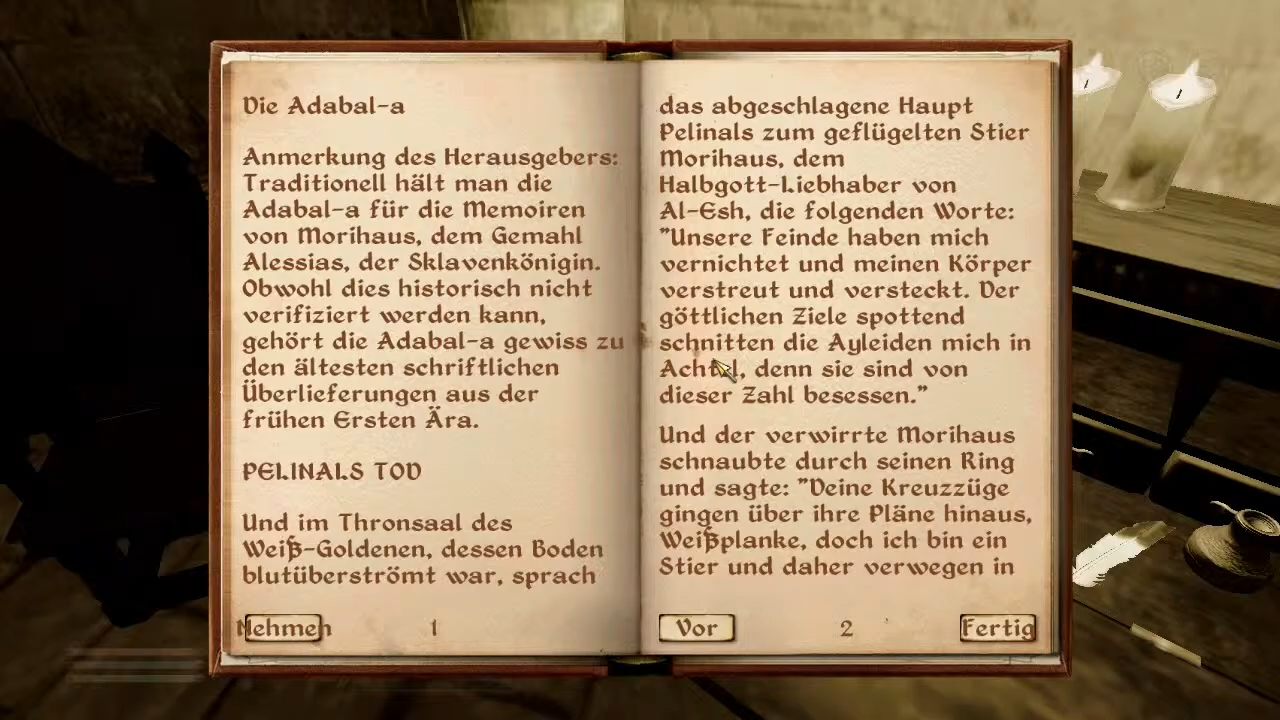 Die Adabal-a
Anmerkung des Herausgebers:
Traditionell hält man die
Adabal-a für die Memoiren
von Morihaus, dem Gemahl
Alessias, der Sklavenkönigin.
Obwohl dies historisch nicht
verifiziert werden kann,
gehört die Adabal-a gewiss zu
den ältesten schriftlichen
Überlieferungen aus der
frühen Ersten Ära.
PELINALS TOD
Und im Thronsaal des
Weiß-Goldenen, dessen Boden
blutüberströmt war, sprach
Nehmen
1
das abgeschlagene Haupt
Pelinals zum geflügelten Stier
Morihaus, dem
Halbgott-Liebhaber von
Al-Esh, die folgenden Worte:
"Unsere Feinde haben mich
vernichtet und meinen Körper
verstreut und versteckt. Der
göttlichen Ziele spottend
schnitten die Ayleiden mich in
Achtel, denn sie sind von
dieser Zahl besessen."
Und der verwirrte Morihaus
schnaubte durch seinen Ring
und sagte: "Deine Kreuzzüge
gingen über ihre Pläne hinaus,
Weißplanke, doch ich bin ein
Stier und daher verwegen in
Vor
2
Fertig